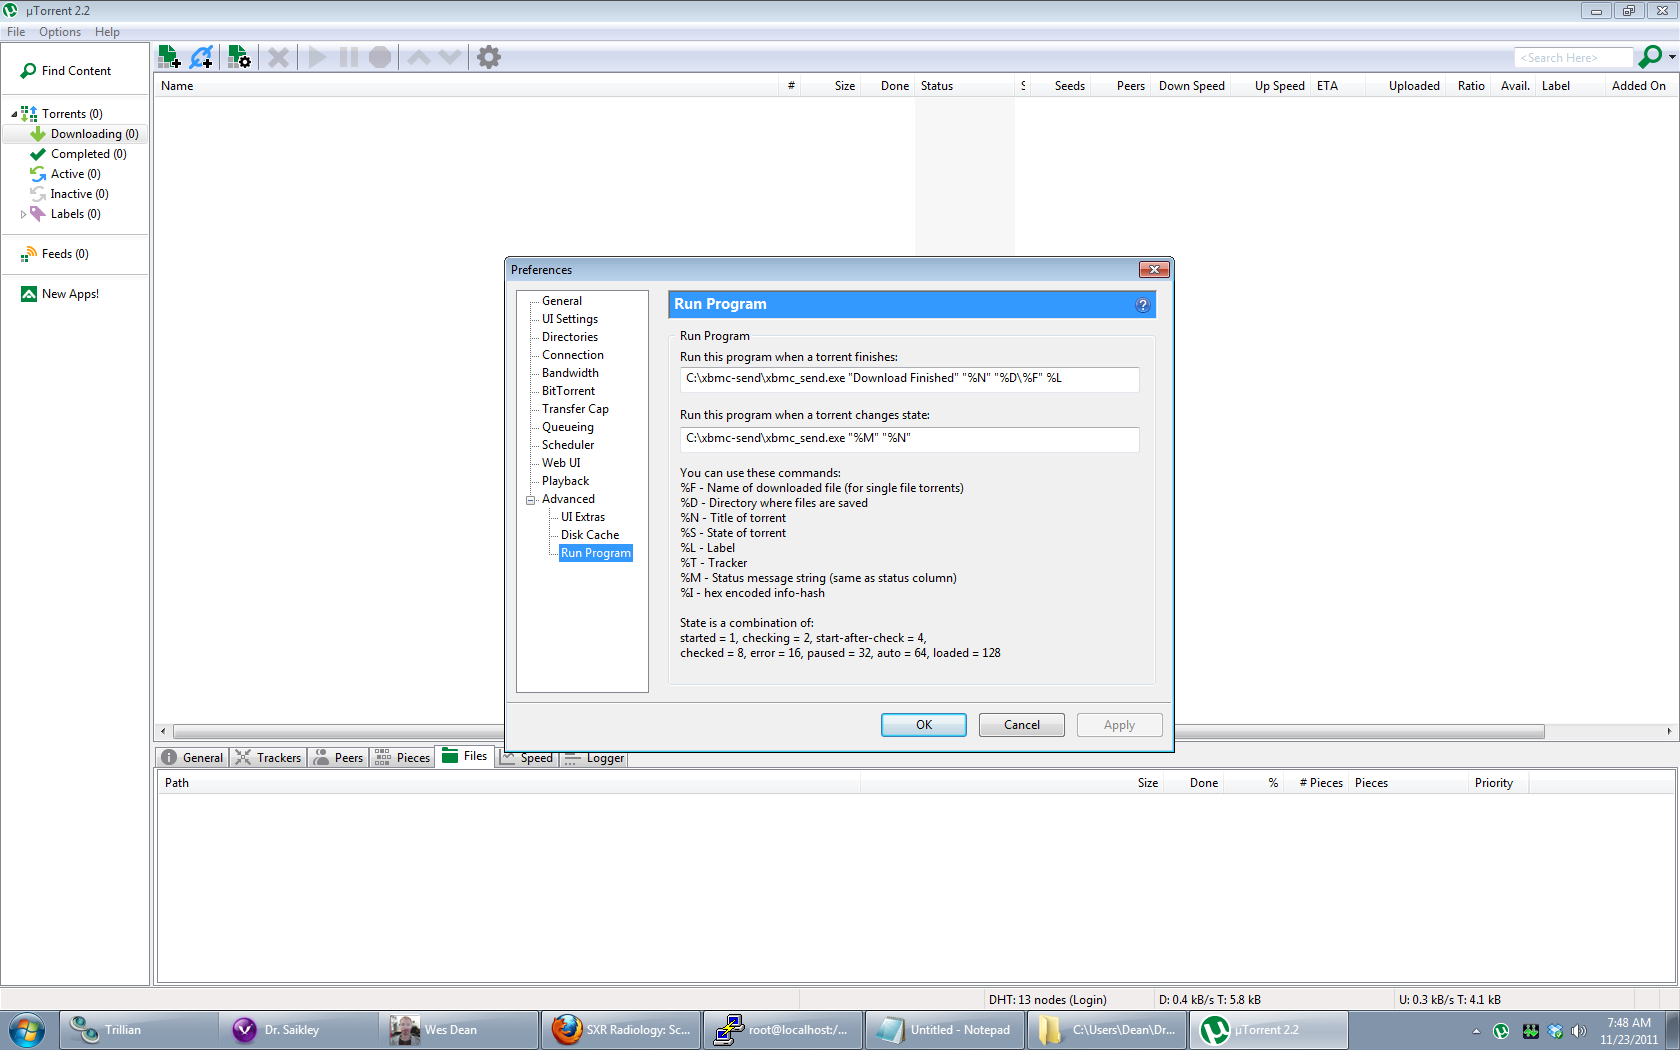 µTorrent 2.2
File Options Help
<Search Here>
Find Content
Torrents (0)
Downloading (0)
Completed (0)
Active (0)
Inactive (0)
Labels (0)
Feeds (0)
New Apps!
Name # Size Done Status S Seeds Peers Down Speed Up Speed ETA Uploaded Ratio Avail. Label Added On
Preferences
General
UI Settings
Directories
Connection
Bandwidth
BitTorrent
Transfer Cap
Queueing
Scheduler
Web UI
Playback
Advanced
UI Extras
Disk Cache
Run Program
Run Program
Run Program
Run this program when a torrent finishes:
C:\xbmc-send\xbmc_send.exe "Download Finished" "%N" "%D\%F" %L
Run this program when a torrent changes state:
C:\xbmc-send\xbmc_send.exe "%M" "%N"
You can use these commands:
%F - Name of downloaded file (for single file torrents)
%D - Directory where files are saved
%N - Title of torrent
%S - State of torrent
%L - Label
%T - Tracker
%M - Status message string (same as status column)
%I - hex encoded info-hash
State is a combination of:
started = 1, checking = 2, start-after-check = 4,
checked = 8, error = 16, paused = 32, auto = 64, loaded = 128
OK Cancel Apply
General Trackers Peers Pieces Files Speed Logger
Path Size Done % # Pieces Pieces Priority
DHT: 13 nodes (Login) D: 0.4 kB/s T: 5.8 kB U: 0.3 kB/s T: 4.1 kB
Trillian Dr. Saikley Wes Dean SXR Radiology: Sc... root@localhost:/... Untitled - Notepad C:\Users\Dean\Dr... µTorrent 2.2
7:48 AM
11/23/2011